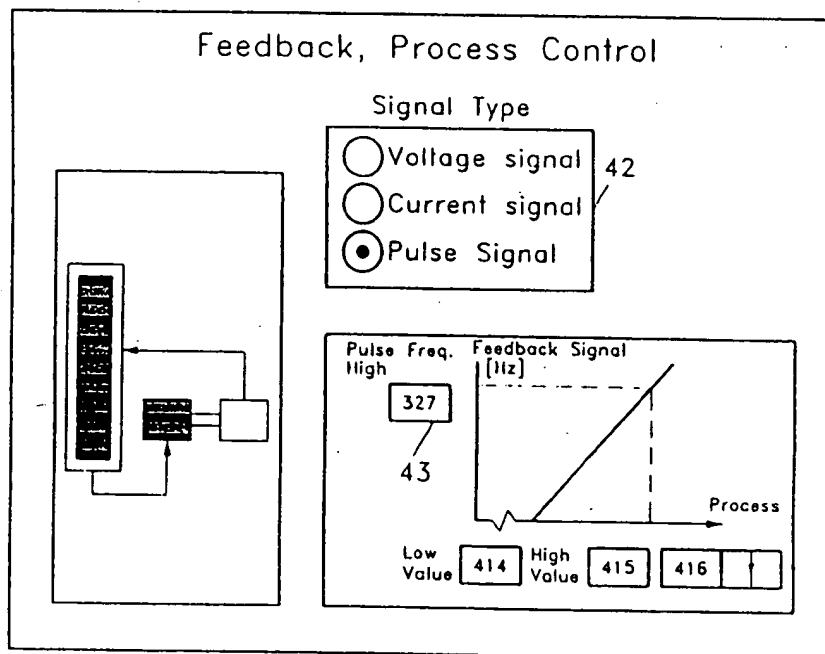 Feedback, Process Control
Signal Type
Voltage signal
Current signal
Pulse Signal
42
Pulse Freq. High
Feedback Signal [Hz]
327
43
Process
Low Value
414
High Value
415
416